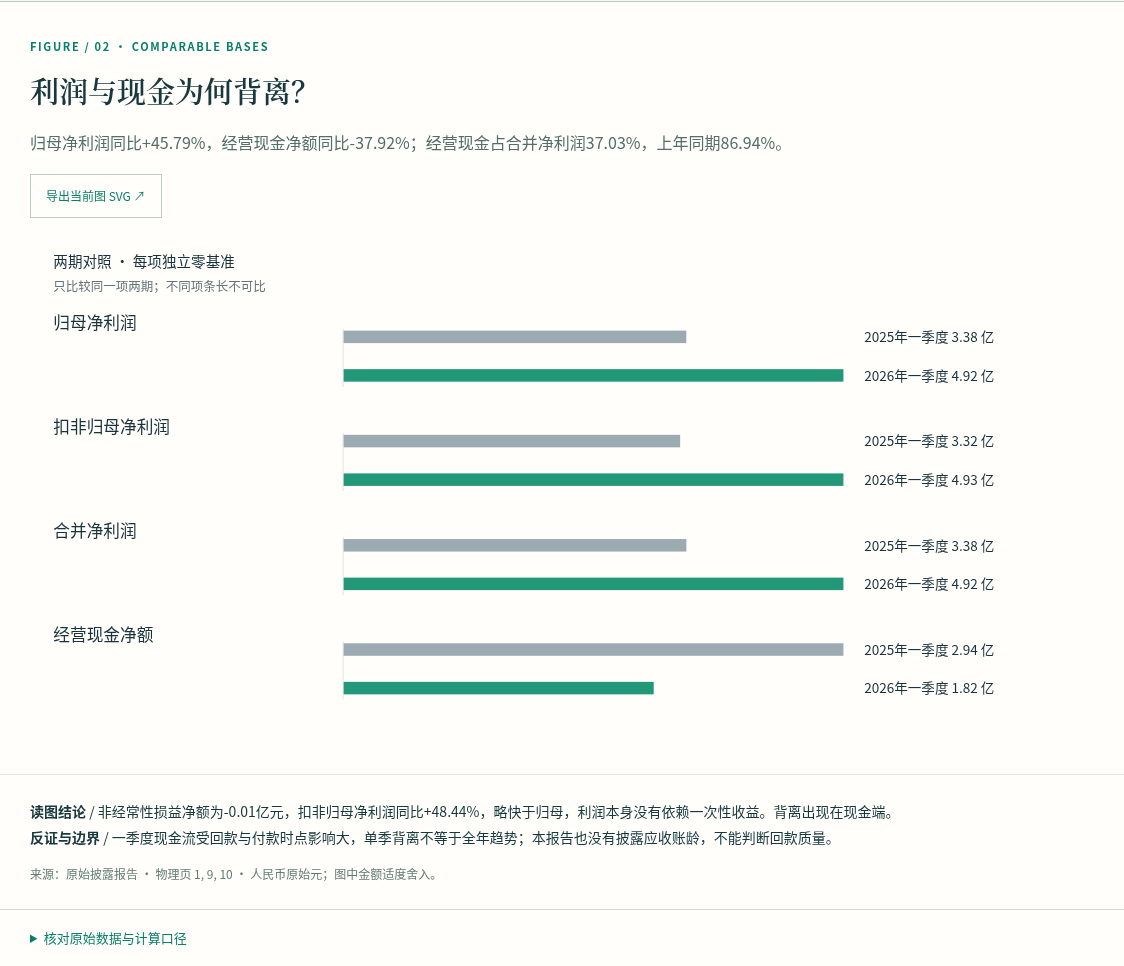 FIGURE / 02 · COMPARABLE BASES
利润与现金为何背离？
归母净利润同比+45.79%，经营现金净额同比-37.92%；经营现金占合并净利润37.03%，上年同期86.94%。
导出当前图 SVG ↗
两期对照 · 每项独立零基准
只比较同一项两期；不同项条长不可比
归母净利润
2025年一季度 3.38 亿
2026年一季度 4.92 亿
扣非归母净利润
2025年一季度 3.32 亿
2026年一季度 4.93 亿
合并净利润
2025年一季度 3.38 亿
2026年一季度 4.92 亿
经营现金净额
2025年一季度 2.94 亿
2026年一季度 1.82 亿
读图结论 / 非经常性损益净额为-0.01亿元，扣非归母净利润同比+48.44%，略快于归母，利润本身没有依赖一次性收益。背离出现在现金端。
反证与边界 / 一季度现金流受回款与付款时点影响大，单季背离不等于全年趋势；本报告也没有披露应收账龄，不能判断回款质量。
来源：原始披露报告 · 物理页 1, 9, 10 · 人民币原始元；图中金额适度舍入。
▶ 核对原始数据与计算口径